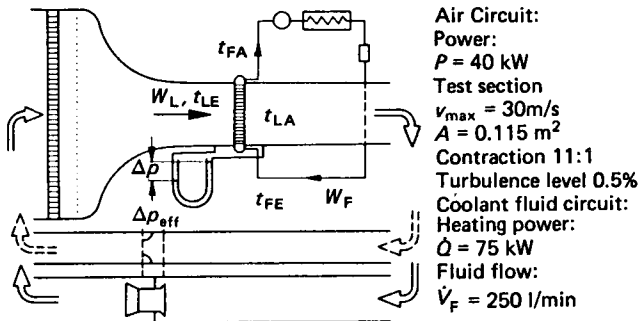 t_FA
W_L, t_LE
t_LA
Δp
t_FE
W_F
Δp_eff
Air Circuit:
Power:
P = 40 kW
Test section
v_max = 30m/s
A = 0.115 m²
Contraction 11:1
Turbulence level 0.5%
Coolant fluid circuit:
Heating power:
Q̇ = 75 kW
Fluid flow:
V̇_F = 250 l/min